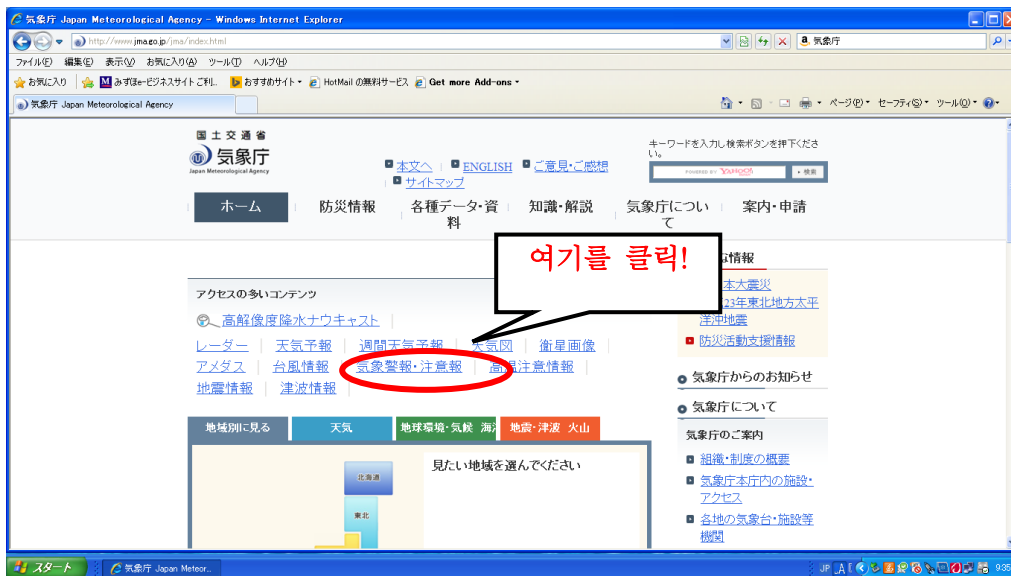 気象庁 Japan Meteorological Agency - Windows Internet Explorer
http://www.jma.go.jp/jma/index.html
気象庁
ファイル(F) 編集(E) 表示(V) お気に入り(A) ツール(T) ヘルプ(H)
お気に入り みずほe-ビジネスサイト ご利... おすすめサイト HotMail の無料サービス Get more Add-ons
気象庁 Japan Meteorological Agency
ページ(P) セーフティ(S) ツール(O)
国土交通省
気象庁
Japan Meteorological Agency
本文へ ENGLISH ご意見・ご感想
サイトマップ
キーワードを入力し検索ボタンを押下ください。
POWERED BY YAHOO! 検索
ホーム 防災情報 各種データ・資料 知識・解説 気象庁について 案内・申請
여기를 클릭!
情報
本大震災
23年東北地方太平洋沖地震
防災活動支援情報
アクセスの多いコンテンツ
高解像度降水ナウキャスト
レーダー 天気予報 週間天気予報 天気図 衛星画像
アメダス 台風情報 気象警報・注意報 高温注意情報
地震情報 津波情報
気象庁からのお知らせ
気象庁について
気象庁のご案内
組織・制度の概要
気象庁本庁内の施設・アクセス
各地の気象台・施設等機関
地域別に見る 天気 地球環境・気候 海 地震・津波 火山
見たい地域を選んでください
北海道
東北
スタート 気象庁 Japan Meteor...
JP A 935